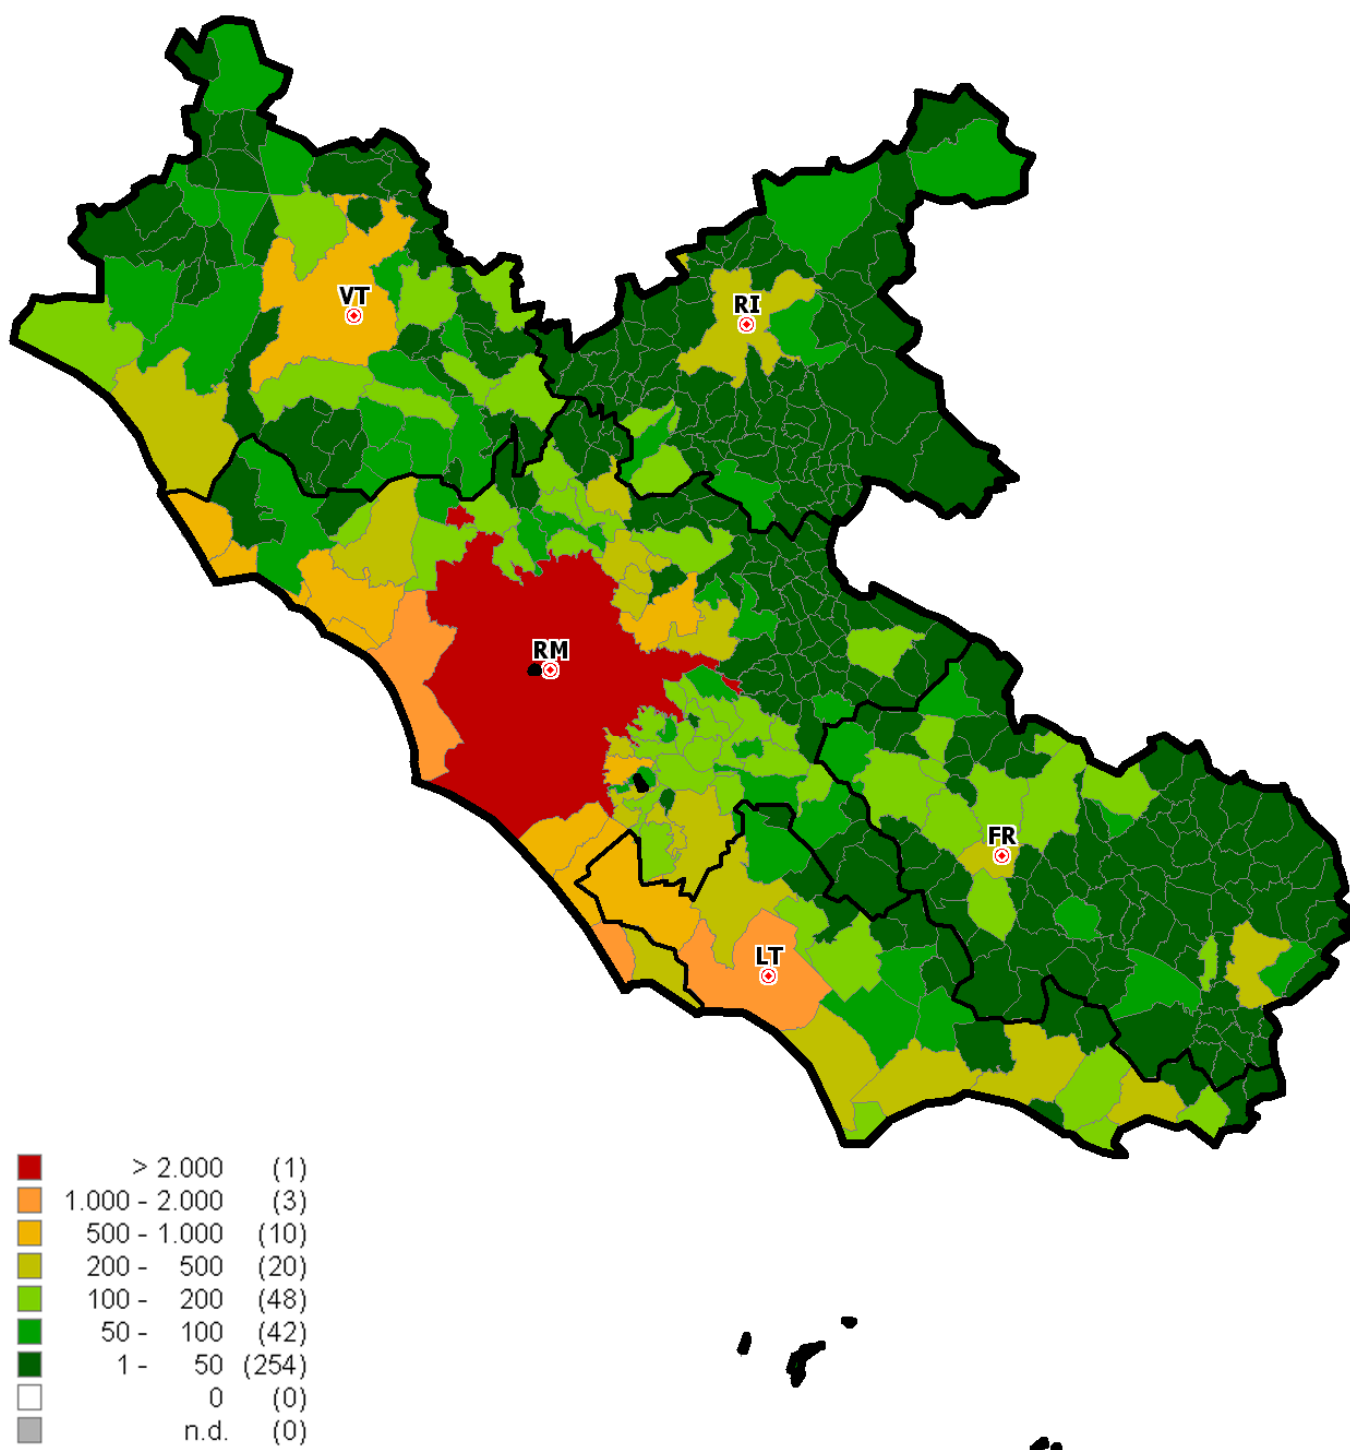 VT
RI
RM
FR
LT
> 2.000 (1)
1.000 - 2.000 (3)
500 - 1.000 (10)
200 - 500 (20)
100 - 200 (48)
50 - 100 (42)
1 - 50 (254)
0 (0)
n.d. (0)